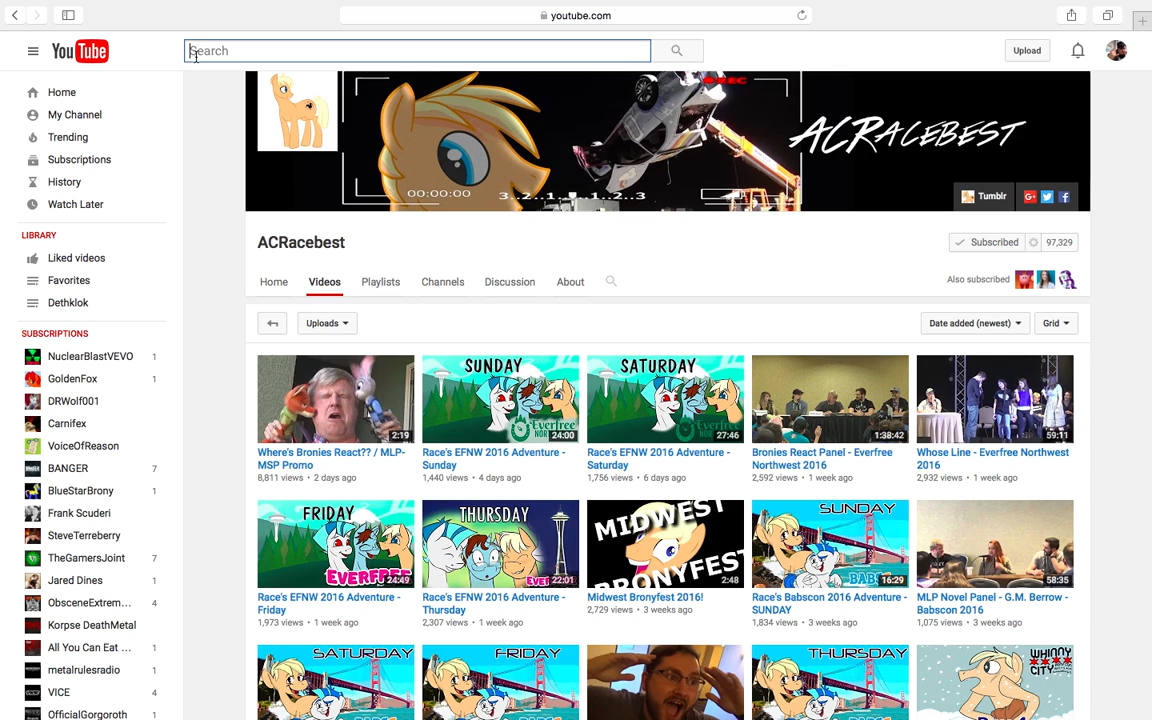 youtube.com
YouTube
Search
Upload
Home
My Channel
Trending
Subscriptions
History
Watch Later
LIBRARY
Liked videos
Favorites
Dethklok
SUBSCRIPTIONS
NuclearBlastVEVO 1
GoldenFox 1
DRWolf001
Carnifex
VoiceOfReason
BANGER 7
BlueStarBrony 1
Frank Scuderi
SteveTerreberry
TheGamersJoint 7
Jared Dines 1
ObsceneExtrem... 4
Korpse DeathMetal
All You Can Eat ... 1
metalrulesradio 1
VICE 4
OfficialGorgoroth 1
REC
ACRACEBEST
00:00:00
3..2..1..1..2..3
Tumblr
ACRacebest
Subscribed 97,329
Home Videos Playlists Channels Discussion About
Also subscribed
Uploads
Date added (newest)
Grid
2:19
Where's Bronies React?? / MLP-
MSP Promo
8,811 views • 2 days ago
SUNDAY
Everfree
24:00
Race's EFNW 2016 Adventure -
Sunday
1,440 views • 4 days ago
SATURDAY
Everfree
27:46
Race's EFNW 2016 Adventure -
Saturday
1,756 views • 6 days ago
1:38:42
Bronies React Panel - Everfree
Northwest 2016
2,592 views • 1 week ago
59:11
Whose Line - Everfree Northwest
2016
2,932 views • 1 week ago
FRIDAY
EVERFREE
24:49
Race's EFNW 2016 Adventure -
Friday
1,973 views • 1 week ago
THURSDAY
22:01
Race's EFNW 2016 Adventure -
Thursday
2,307 views • 1 week ago
MIDWEST
BRONYFEST
2:48
Midwest Bronyfest 2016!
2,729 views • 3 weeks ago
SUNDAY
BABS
16:29
Race's Babscon 2016 Adventure -
SUNDAY
1,834 views • 3 weeks ago
58:35
MLP Novel Panel - G.M. Berrow -
Babscon 2016
1,075 views • 3 weeks ago
SATURDAY
FRIDAY
THURSDAY
WHINNY
CITY